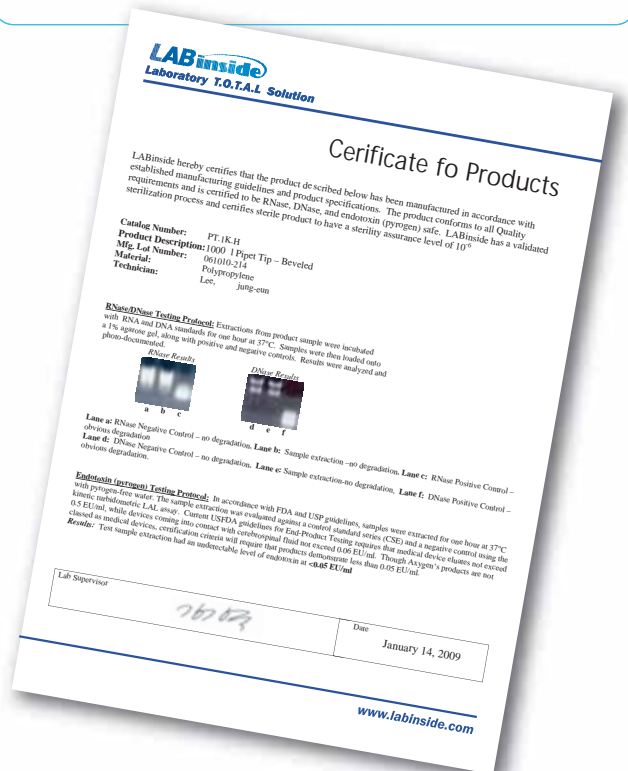 LABinside
Laboratory T.O.T.A.L Solution
Cerificate fo Products
LABinside hereby certifies that the product de scribed below has been manufactured in accordance with
established manufacturing guidelines and product specifications. The product conforms to all Quality
requirements and is certified to be RNase, DNase, and endotoxin (pyrogen) safe. LABinside has a validated
sterilization process and certifies sterile product to have a sterility assurance level of 10⁻⁶
Catalog Number: PT.1K.H
Product Description: 1000 l Pipet Tip – Beveled
Mfg. Lot Number: 061010-214
Material: Polypropylene
Technician: Lee, jung-eun
RNase/DNase Testing Protocol: Extractions from product sample were incubated
with RNA and DNA standards for one hour at 37°C. Samples were then loaded onto
a 1% agarose gel, along with positive and negative controls. Results were analyzed and
photo-documented.
RNase Results
DNase Results
a b c
d e f
Lane a: RNase Negative Control – no degradation. Lane b: Sample extraction –no degradation. Lane c: RNase Positive Control –
obvious degradation
Lane d: DNase Negative Control – no degradation. Lane e: Sample extraction-no degradation, Lane f: DNase Positive Control –
obvious degradation.
Endotoxin (pyrogen) Testing Protocol: In accordance with FDA and USP guidelines, samples were extracted for one hour at 37°C
with pyrogen-free water. The sample extraction was evaluated against a control standard series (CSE) and a negative control using the
kinetic turbidometric LAL assay. Current USFDA guidelines for End-Product Testing requires that medical device eluates not exceed
0.5 EU/ml, while devices coming into contact with cerebrospinal fluid not exceed 0.06 EU/ml. Though Axygen's products are not
classed as medical devices, certification criteria will require that products demonstrate less than 0.05 EU/ml.
Results: Test sample extraction had an undetectable level of endotoxin at <0.05 EU/ml
Lab Supervisor
Date
January 14, 2009
www.labinside.com